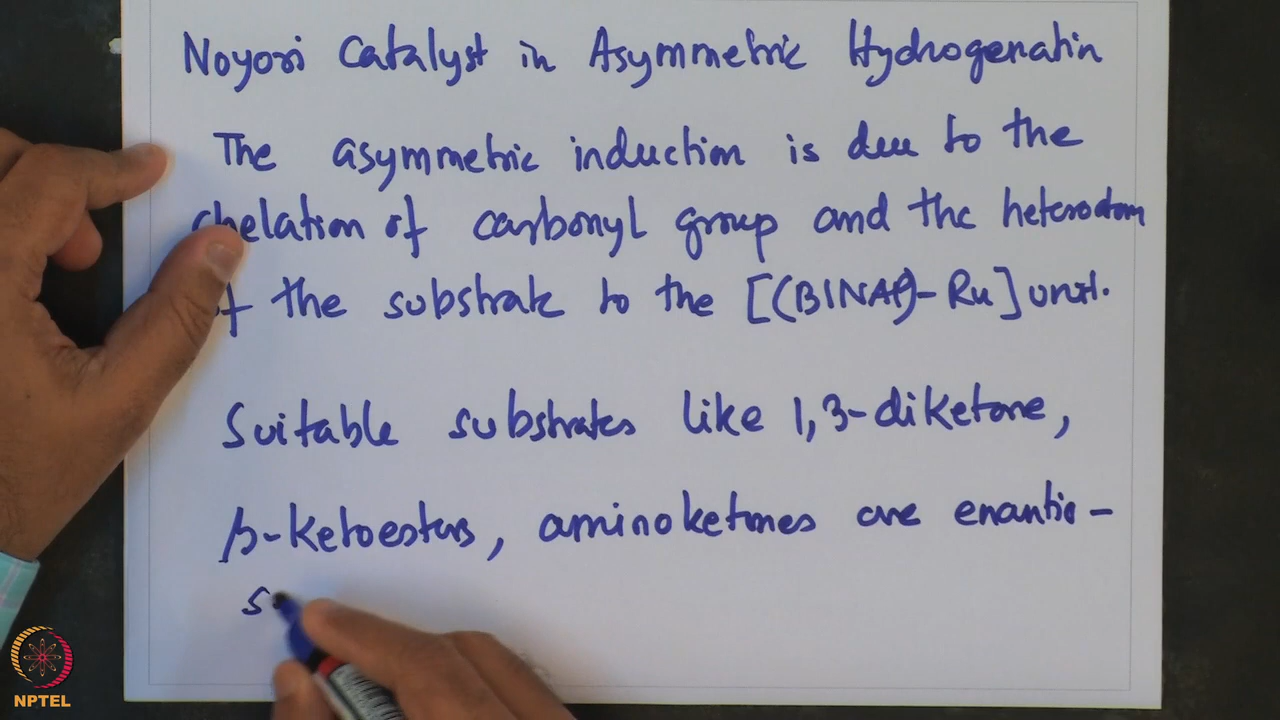 Noyori Catalyst in Asymmetric Hydrogenatin
The asymmetric induction is due to the
chelation of carbonyl group and the heteroatom
of the substrate to the [(BINAP)-Ru] unit.
Suitable substrates like 1,3-diketone,
β-ketoesters, aminoketones are enantio-
s
NPTEL